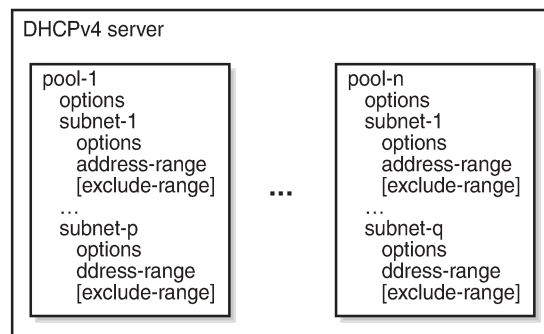 DHCPv4 server
pool-1
options
subnet-1
options
address-range
[exclude-range]
...
subnet-p
options
ddress-range
[exclude-range]
...
pool-n
options
subnet-1
options
address-range
[exclude-range]
...
subnet-q
options
ddress-range
[exclude-range]